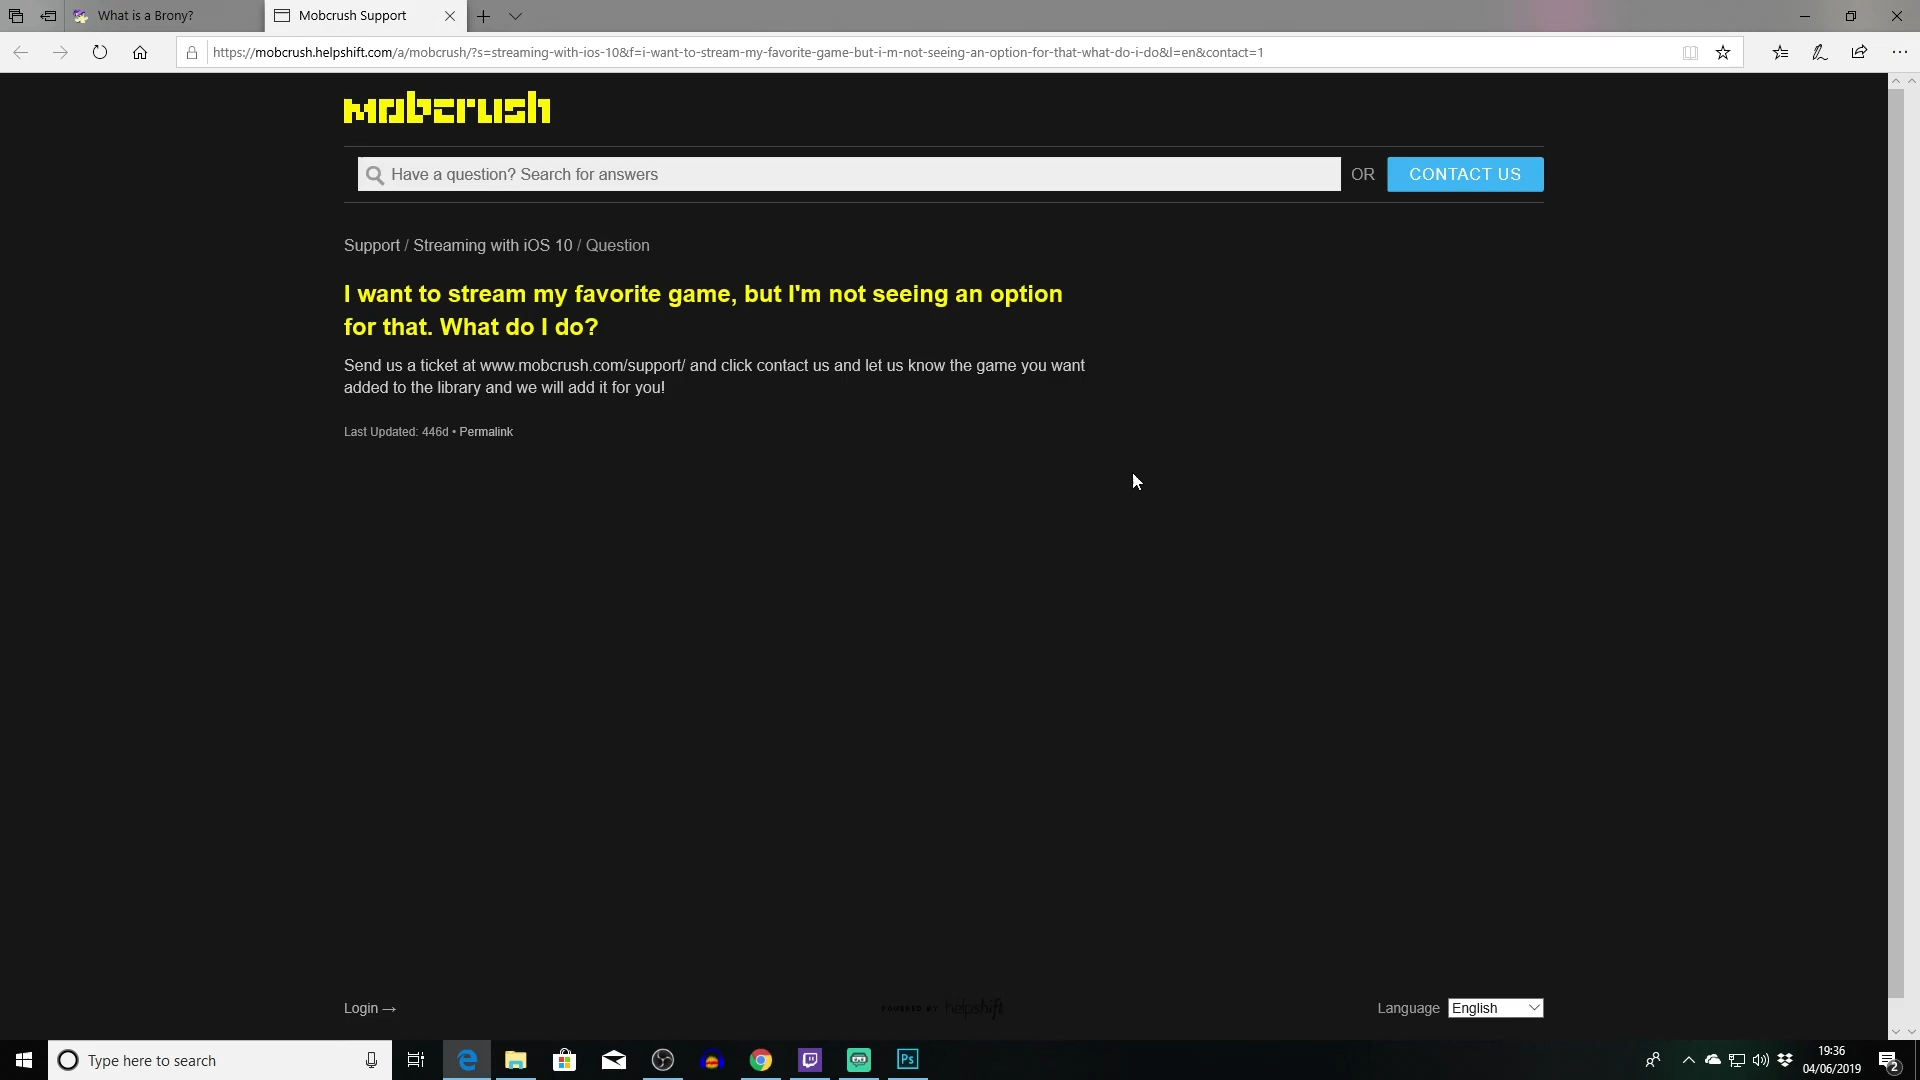 What is a Brony?
Mobcrush Support
https://mobcrush.helpshift.com/a/mobcrush/?s=streaming-with-ios-10&f=i-want-to-stream-my-favorite-game-but-i-m-not-seeing-an-option-for-that-what-do-i-do&l=en&contact=1
mobcrush
Have a question? Search for answers
OR
CONTACT US
Support / Streaming with iOS 10 / Question
I want to stream my favorite game, but I'm not seeing an option
for that. What do I do?
Send us a ticket at www.mobcrush.com/support/ and click contact us and let us know the game you want
added to the library and we will add it for you!
Last Updated: 446d • Permalink
Login →
POWERED BY helpshift
Language
English
Type here to search
Ps
19:36
04/06/2019
2